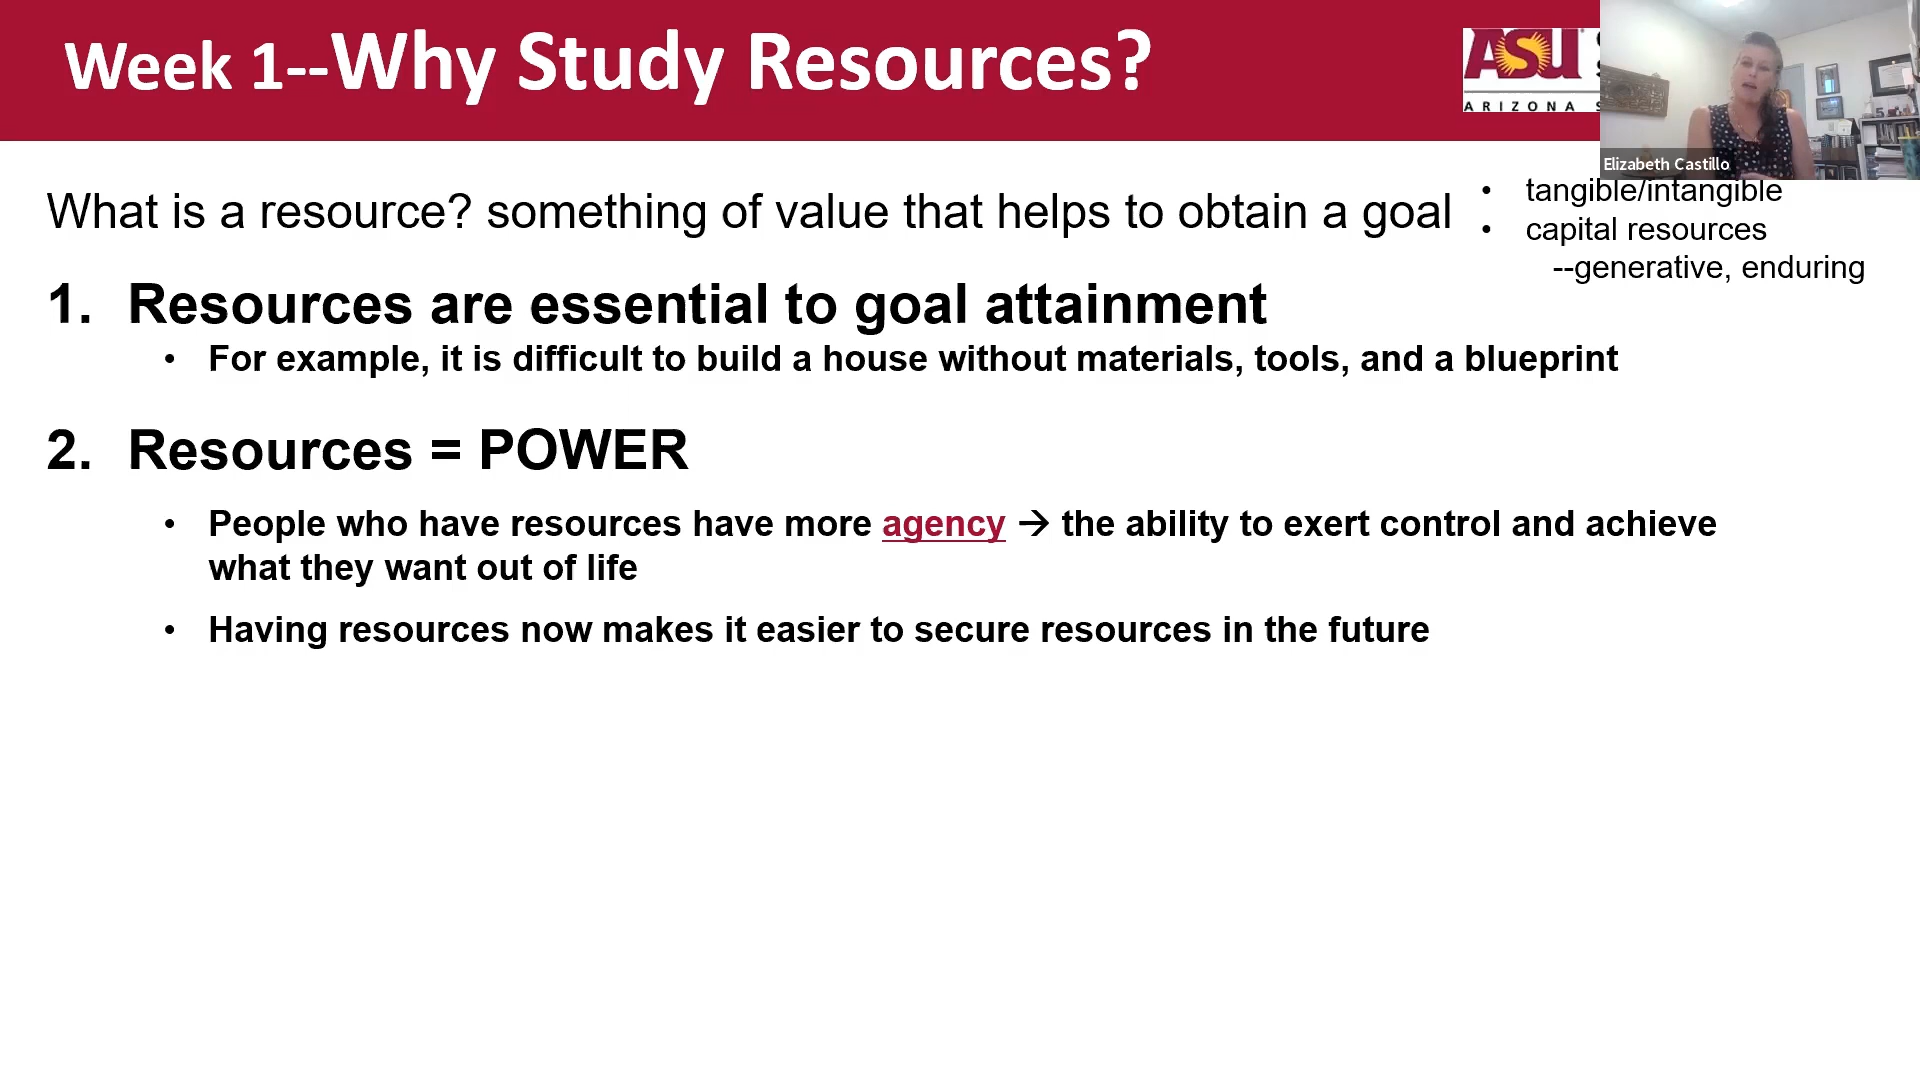 Week 1--Why Study Resources?
ASU
ARIZONA S
Elizabeth Castillo
What is a resource? something of value that helps to obtain a goal
• tangible/intangible
• capital resources
--generative, enduring
1. Resources are essential to goal attainment
• For example, it is difficult to build a house without materials, tools, and a blueprint
2. Resources = POWER
• People who have resources have more agency → the ability to exert control and achieve
what they want out of life
• Having resources now makes it easier to secure resources in the future